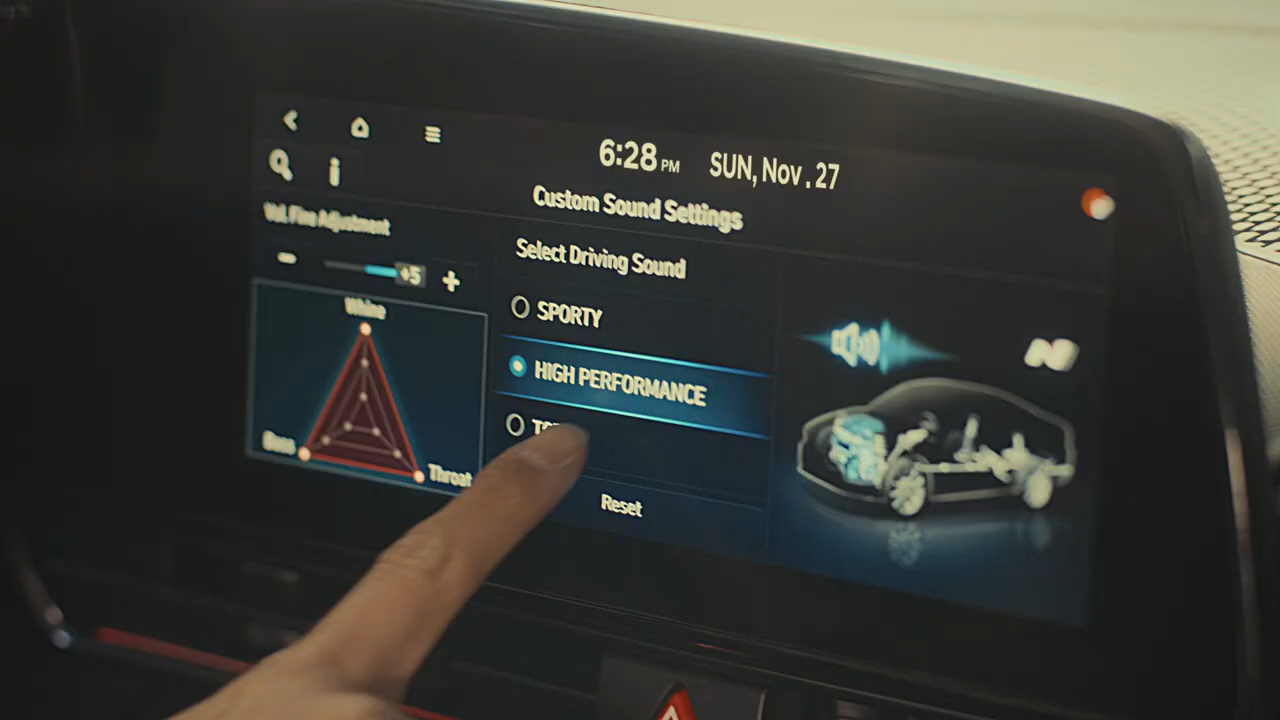 6:28 PM SUN, Nov. 27
Custom Sound Settings
Vol. Fine Adjustment
+5
Whine
Bass
Throat
Select Driving Sound
SPORTY
HIGH PERFORMANCE
Reset
N